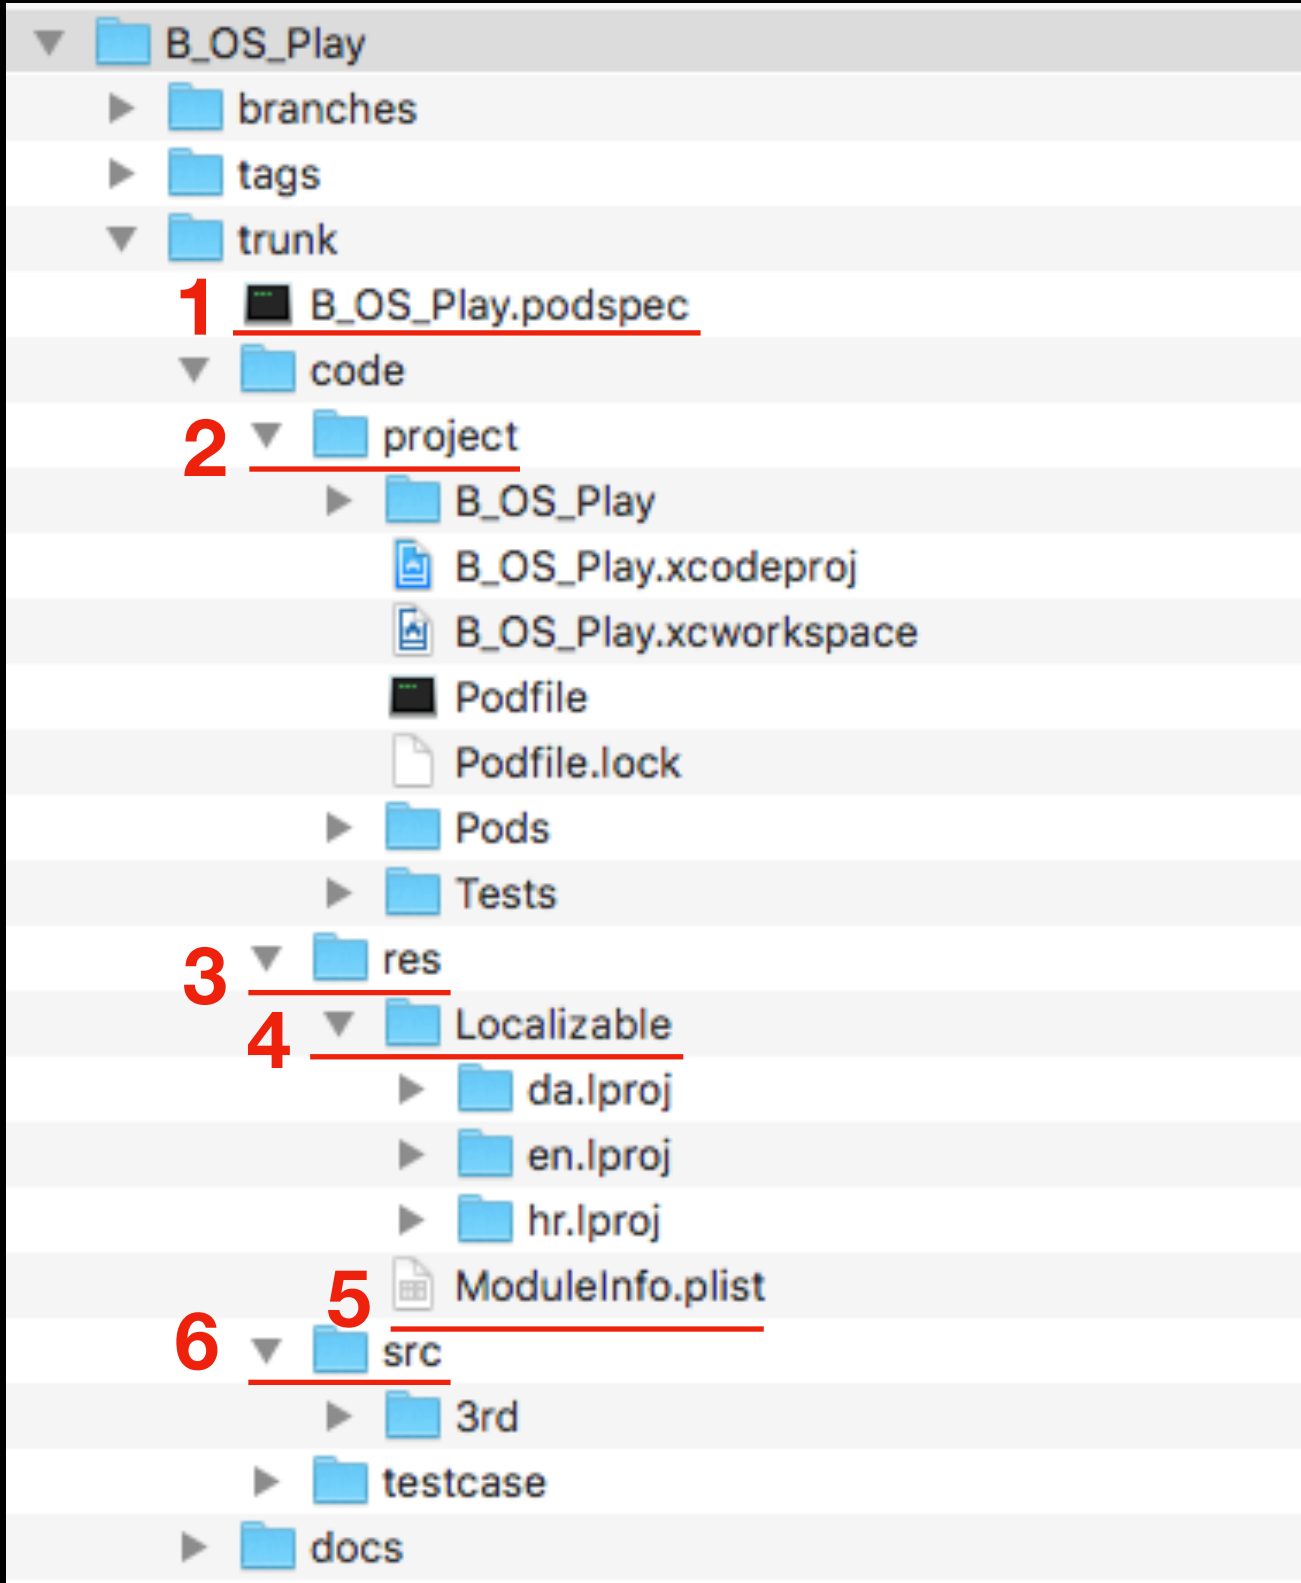 B_OS_Play
branches
tags
trunk
1 B_OS_Play.podspec
code
2 project
B_OS_Play
B_OS_Play.xcodeproj
B_OS_Play.xcworkspace
Podfile
Podfile.lock
Pods
Tests
3 res
4 Localizable
da.lproj
en.lproj
hr.lproj
5 ModuleInfo.plist
6 src
3rd
testcase
docs